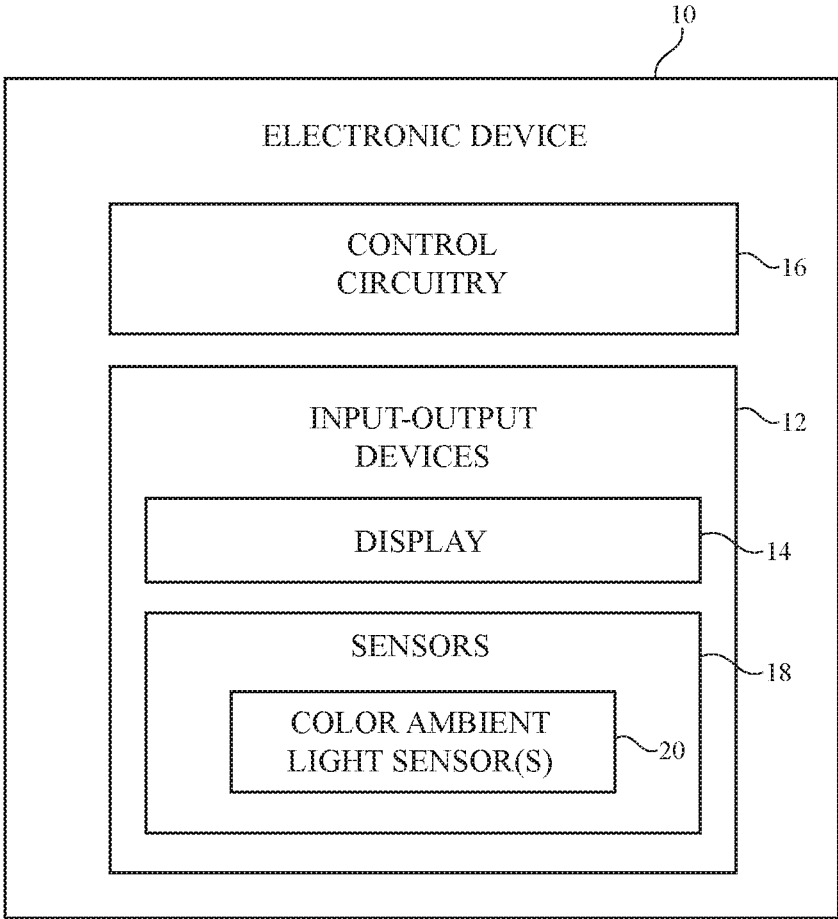 10
ELECTRONIC DEVICE
CONTROL
CIRCUITRY
16
INPUT-OUTPUT
DEVICES
12
DISPLAY
14
SENSORS
18
COLOR AMBIENT
LIGHT SENSOR(S)
20